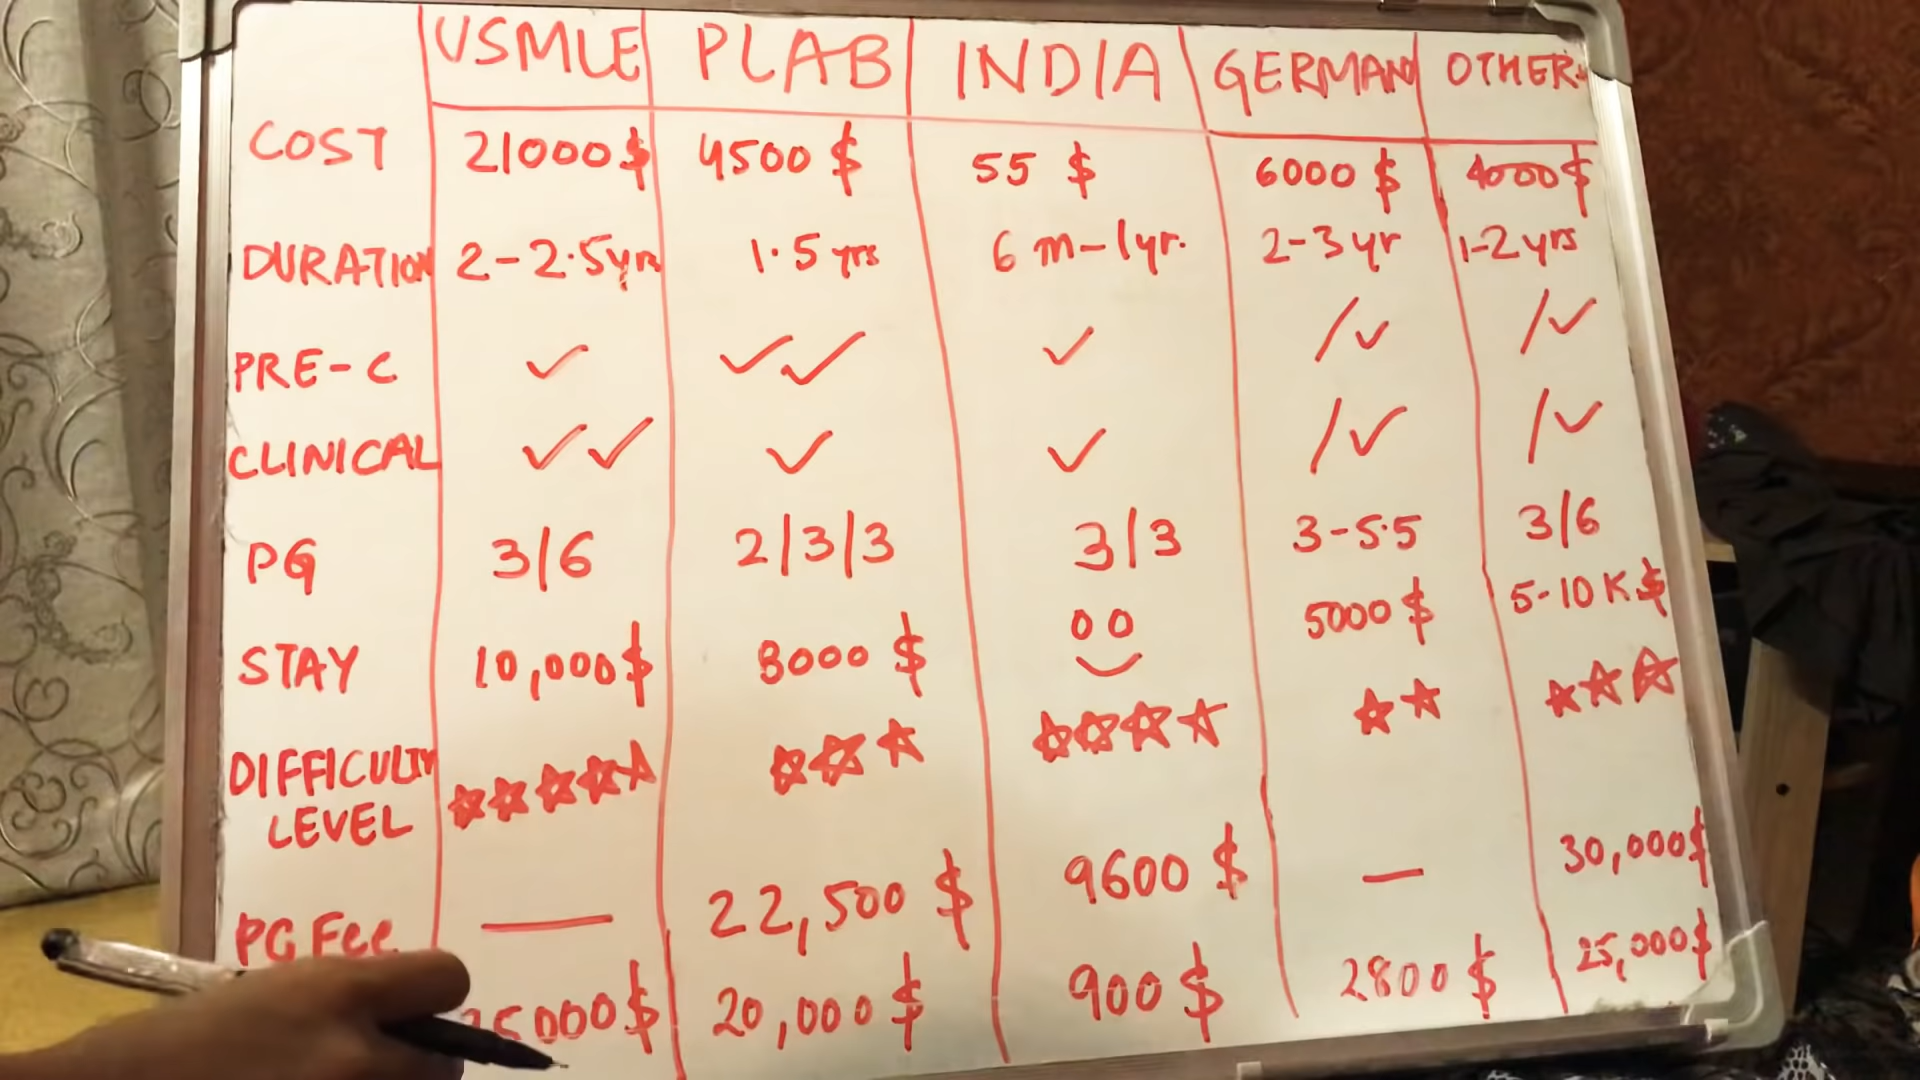 USMLE PLAB INDIA GERMANY OTHERS
COST 21000$ 4500$ 55$ 6000$ 4000$
DURATION 2-2.5yrs 1.5yrs 6m-1yr. 2-3yr 1-2yrs
PRE-C ✓ ✓✓ ✓ /✓ /✓
CLINICAL ✓✓ ✓ ✓ /✓ /✓
PG 3/6 2/3/3 3/3 3-5.5 3/6
STAY 10,000$ 8000$ 5000$ 5-10K$
DIFFICULTY ☆☆☆☆☆ ☆☆☆ ☆☆☆☆ ☆☆ ☆☆☆
LEVEL
PG Fee — 22,500$ 9600$ — 30,000$
20,000$ 900$ 2800$ 25,000$